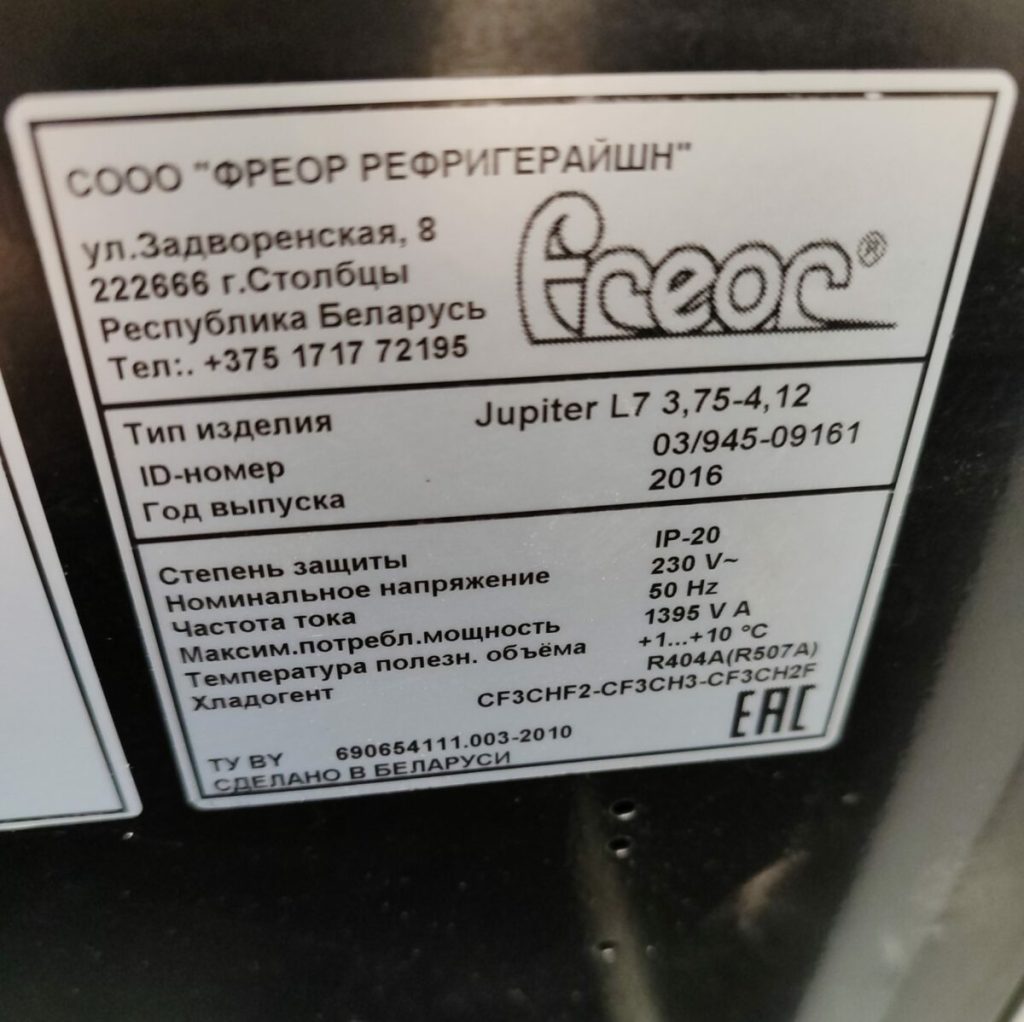 СООО "ФРЕОР РЕФРИГЕРАЙШН"
ул.Задворенская, 8
222666 г.Столбцы
Республика Беларусь
Тел:. +375 1717 72195
freor®
Тип изделия Jupiter L7 3,75-4,12
ID-номер 03/945-09161
Год выпуска 2016
Степень защиты IP-20
Номинальное напряжение 230 V~
Частота тока 50 Hz
Максим.потребл.мощность 1395 V A
Температура полезн. объёма +1...+10 °C
Хладогент R404A(R507A)
CF3CHF2-CF3CH3-CF3CH2F
ТУ BY 690654111.003-2010
EAC
СДЕЛАНО В БЕЛАРУСИ